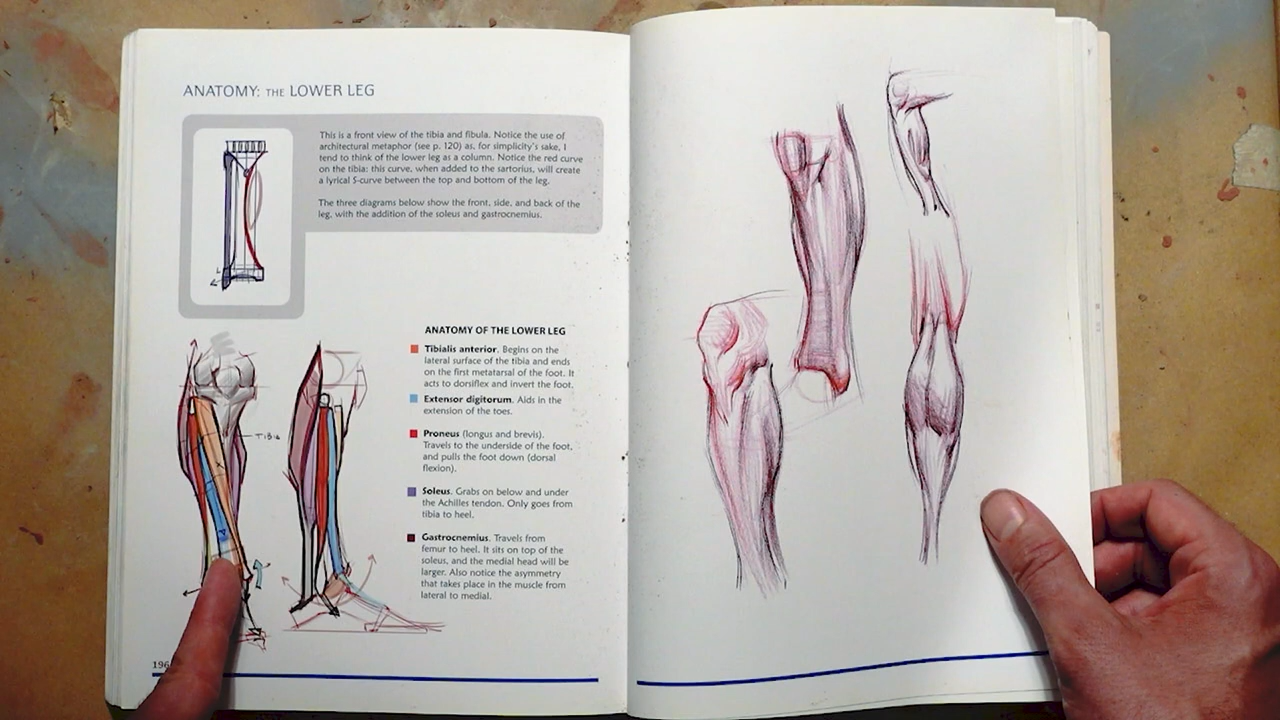 ANATOMY: THE LOWER LEG
This is a front view of the tibia and fibula. Notice the use of
architectural metaphor (see p. 120) as, for simplicity's sake, I
tend to think of the lower leg as a column. Notice the red curve
on the tibia: this curve, when added to the sartorius, will create
a lyrical S-curve between the top and bottom of the leg.
The three diagrams below show the front, side, and back of the
leg, with the addition of the soleus and gastrocnemius.
ANATOMY OF THE LOWER LEG
Tibialis anterior. Begins on the
lateral surface of the tibia and ends
on the first metatarsal of the foot. It
acts to dorsiflex and invert the foot.
Extensor digitorum. Aids in the
extension of the toes.
Proneus (longus and brevis).
Travels to the underside of the foot,
and pulls the foot down (dorsal
flexion).
Soleus. Grabs on below and under
the Achilles tendon. Only goes from
tibia to heel.
Gastrocnemius. Travels from
femur to heel. It sits on top of the
soleus, and the medial head will be
larger. Also notice the asymmetry
that takes place in the muscle from
lateral to medial.
TIBIA
196